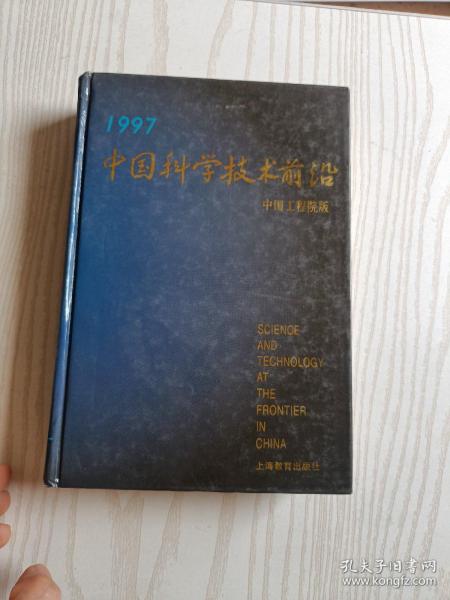 1997
中国科学技术前沿
中国工程院版
SCIENCE
AND
TECHNOLOGY
AT
THE
FRONTIER
IN
CHINA
上海教育出版社
孔夫子旧书网
www.kongfz.com